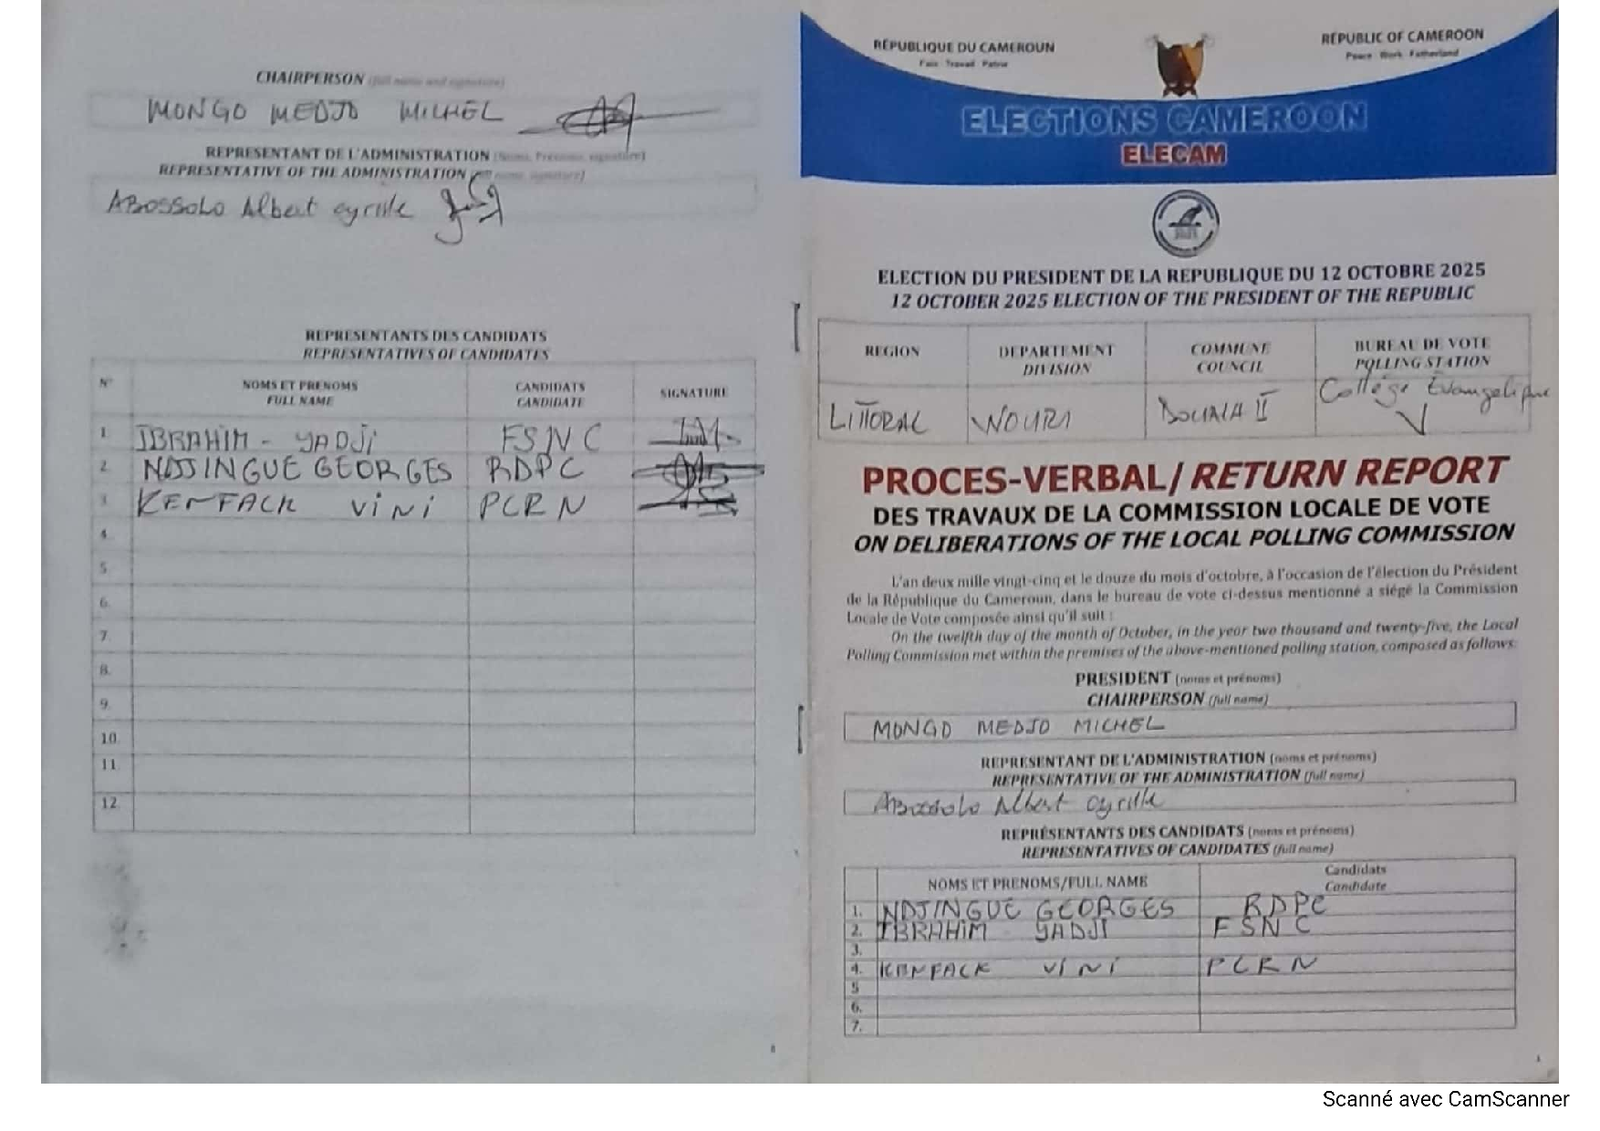 CHAIRPERSON (full name and signature)
MONGO MEDJO MICHEL
REPRESENTANT DE L'ADMINISTRATION (Noms, Prenoms, signature)
REPRESENTATIVE OF THE ADMINISTRATION name, signature)
ABOSSOLO Albert cyrille
REPRESENTANTS DES CANDIDATS
REPRESENTATIVES OF CANDIDATES
N° NOMS ET PRENOMS CANDIDATS SIGNATURE
FULL NAME CANDIDATE
1 IBRAHIM - YADJI FSNC
2. NDJINGUE GEORGES RDPC
3 KENFACK VINI PCRN
4.
5.
6.
7.
8.
9.
10.
11
12.
8
REPUBLIQUE DU CAMEROUN
Paix Travail Patrie
REPUBLIC OF CAMEROON
Peace Work Fatherland
ELECTIONS CAMEROON
ELECAM
ELECTION DU PRESIDENT DE LA REPUBLIQUE DU 12 OCTOBRE 2025
12 OCTOBER 2025 ELECTION OF THE PRESIDENT OF THE REPUBLIC
REGION DEPARTEMENT COMMUNE BUREAU DE VOTE
DIVISION COUNCIL POLLING STATION
LITTORAL WOURI DOUALA II Collège Evangelique
V
PROCES-VERBAL/ RETURN REPORT
DES TRAVAUX DE LA COMMISSION LOCALE DE VOTE
ON DELIBERATIONS OF THE LOCAL POLLING COMMISSION
L'an deux mille vingt-cinq et le douze du mois d'octobre, à l'occasion de l'élection du Président
de la République du Cameroun, dans le bureau de vote ci-dessus mentionné a siégé la Commission
Locale de Vote composée ainsi qu'il suit :
On the twelfth day of the month of October, in the year two thousand and twenty-five, the Local
Polling Commission met within the premises of the above-mentioned polling station, composed as follows:
PRESIDENT (noms et prénoms)
CHAIRPERSON (full name)
MONGO MEDJO MICHEL
REPRESENTANT DE L'ADMINISTRATION (noms et prénoms)
REPRESENTATIVE OF THE ADMINISTRATION (full name)
ABOSSOLO Albert cyrille
REPRÉSENTANTS DES CANDIDATS (noms et prénoms)
REPRESENTATIVES OF CANDIDATES (full name)
NOMS ET PRENOMS/FULL NAME Candidats
Candidate
1. NDJINGUE GEORGES RDPC
2. IBRAHIM YADJI FSNC
3.
4. KENFACK VINI PCRN
5
6.
7.
1
Scanné avec CamScanner